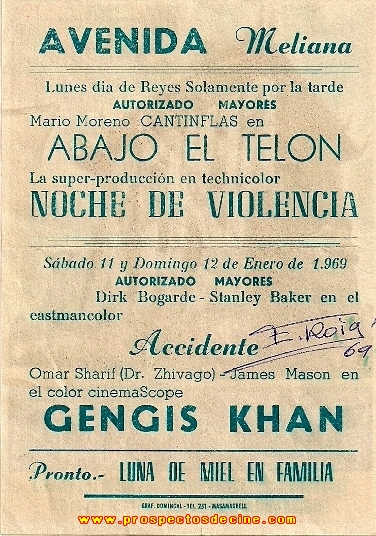 AVENIDA Meliana
Lunes dia de Reyes Solamente por la tarde
AUTORIZADO MAYORES
Mario Moreno CANTINFLAS en
ABAJO EL TELON
La super-producción en technicolor
NOCHE DE VIOLENCIA
Sábado 11 y Domingo 12 de Enero de 1.969
AUTORIZADO MAYORES
Dirk Bogarde - Stanley Baker en el
eastmancolor
Accidente
E. Roig
69
Omar Sharif (Dr. Zhivago) - James Mason en
el color cinemaScope
GENGIS KHAN
Pronto.- LUNA DE MIEL EN FAMILIA
GRAF. DOMINGAL - TEL. 251 - MASAMAGRELL
www.prospectosdecine.com